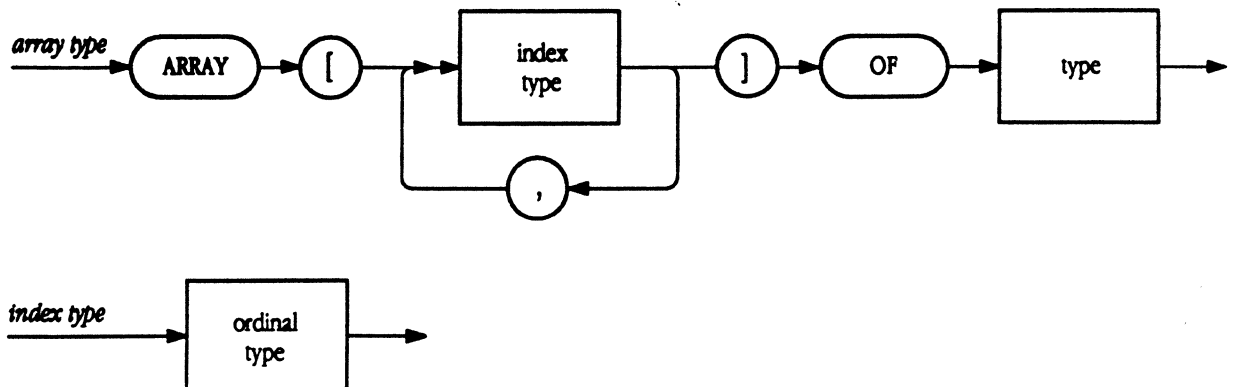 array type
ARRAY [ index type ] OF type
,
index type
ordinal type